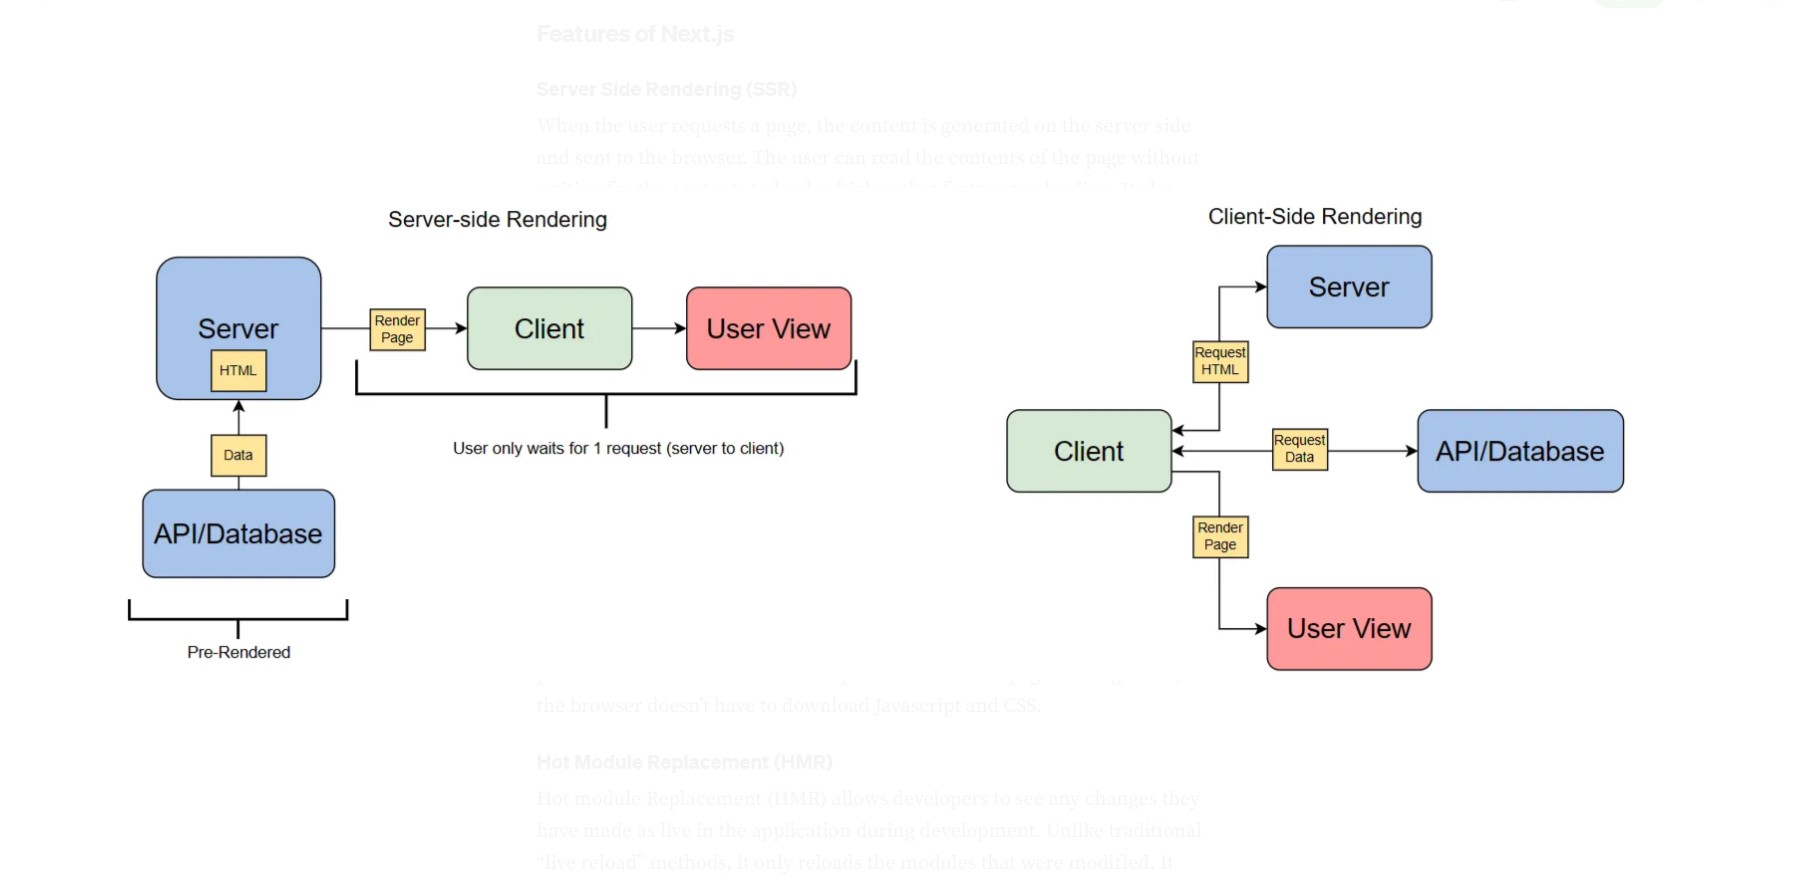 Features of Next.js
Server Side Rendering (SSR)
When the user requests a page, the content is generated on the server side
and sent to the browser. The user can read the contents of the page without
Server-side Rendering
Server
HTML
Data
API/Database
Pre-Rendered
Render
Page
Client
User View
User only waits for 1 request (server to client)
Client-Side Rendering
Server
Request
HTML
Client
Request
Data
API/Database
Render
Page
User View
the browser doesn't have to download Javascript and CSS.
Hot Module Replacement (HMR)
Hot module Replacement (HMR) allows developers to see any changes they
have made as live in the application during development. Unlike traditional
"live reload" methods, it only reloads the modules that were modified. It